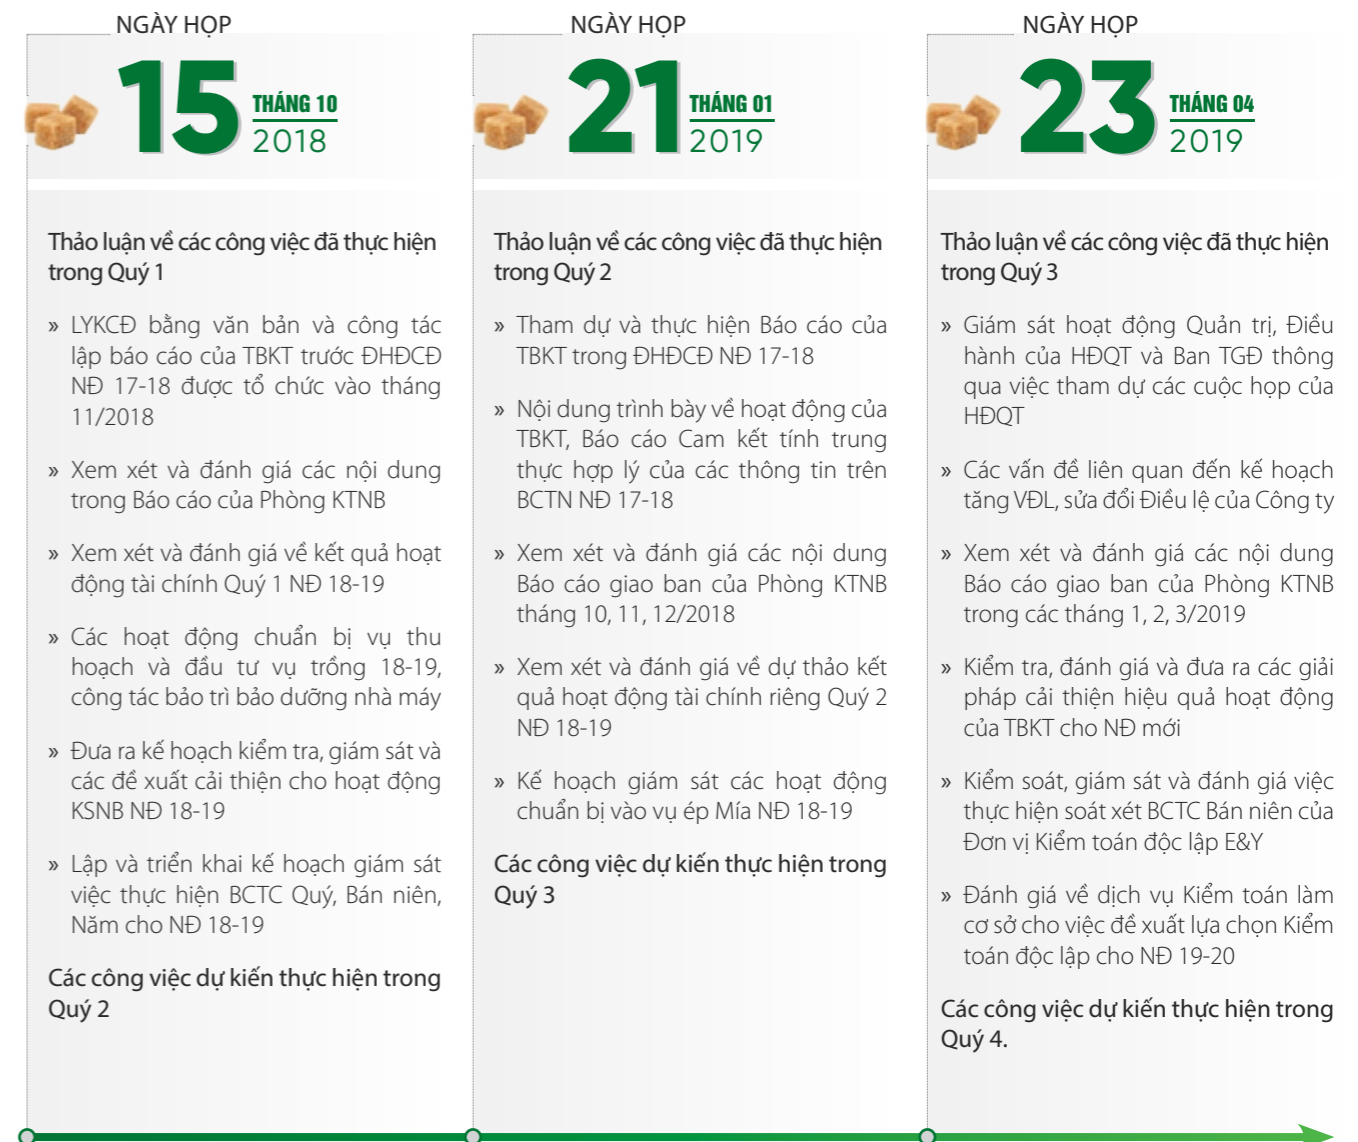 NGÀY HỌP
15
THÁNG 10
2018
Thảo luận về các công việc đã thực hiện
trong Quý 1
» LYKCĐ bằng văn bản và công tác
lập báo cáo của TBKT trước ĐHĐCĐ
NĐ 17-18 được tổ chức vào tháng
11/2018
» Xem xét và đánh giá các nội dung
trong Báo cáo của Phòng KTNB
» Xem xét và đánh giá về kết quả hoạt
động tài chính Quý 1 NĐ 18-19
» Các hoạt động chuẩn bị vụ thu
hoạch và đầu tư vụ trồng 18-19,
công tác bảo trì bảo dưỡng nhà máy
» Đưa ra kế hoạch kiểm tra, giám sát và
các đề xuất cải thiện cho hoạt động
KSNB NĐ 18-19
» Lập và triển khai kế hoạch giám sát
việc thực hiện BCTC Quý, Bán niên,
Năm cho NĐ 18-19
Các công việc dự kiến thực hiện trong
Quý 2
NGÀY HỌP
21
THÁNG 01
2019
Thảo luận về các công việc đã thực hiện
trong Quý 2
» Tham dự và thực hiện Báo cáo của
TBKT trong ĐHĐCĐ NĐ 17-18
» Nội dung trình bày về hoạt động của
TBKT, Báo cáo Cam kết tính trung
thực hợp lý của các thông tin trên
BCTN NĐ 17-18
» Xem xét và đánh giá các nội dung
Báo cáo giao ban của Phòng KTNB
tháng 10, 11, 12/2018
» Xem xét và đánh giá về dự thảo kết
quả hoạt động tài chính riêng Quý 2
NĐ 18-19
» Kế hoạch giám sát các hoạt động
chuẩn bị vào vụ ép Mía NĐ 18-19
Các công việc dự kiến thực hiện trong
Quý 3
NGÀY HỌP
23
THÁNG 04
2019
Thảo luận về các công việc đã thực hiện
trong Quý 3
» Giám sát hoạt động Quản trị, Điều
hành của HĐQT và Ban TGĐ thông
qua việc tham dự các cuộc họp của
HĐQT
» Các vấn đề liên quan đến kế hoạch
tăng VĐL, sửa đổi Điều lệ của Công ty
» Xem xét và đánh giá các nội dung
Báo cáo giao ban của Phòng KTNB
trong các tháng 1, 2, 3/2019
» Kiểm tra, đánh giá và đưa ra các giải
pháp cải thiện hiệu quả hoạt động
của TBKT cho NĐ mới
» Kiểm soát, giám sát và đánh giá việc
thực hiện soát xét BCTC Bán niên của
Đơn vị Kiểm toán độc lập E&Y
» Đánh giá về dịch vụ Kiểm toán làm
cơ sở cho việc đề xuất lựa chọn Kiểm
toán độc lập cho NĐ 19-20
Các công việc dự kiến thực hiện trong
Quý 4.